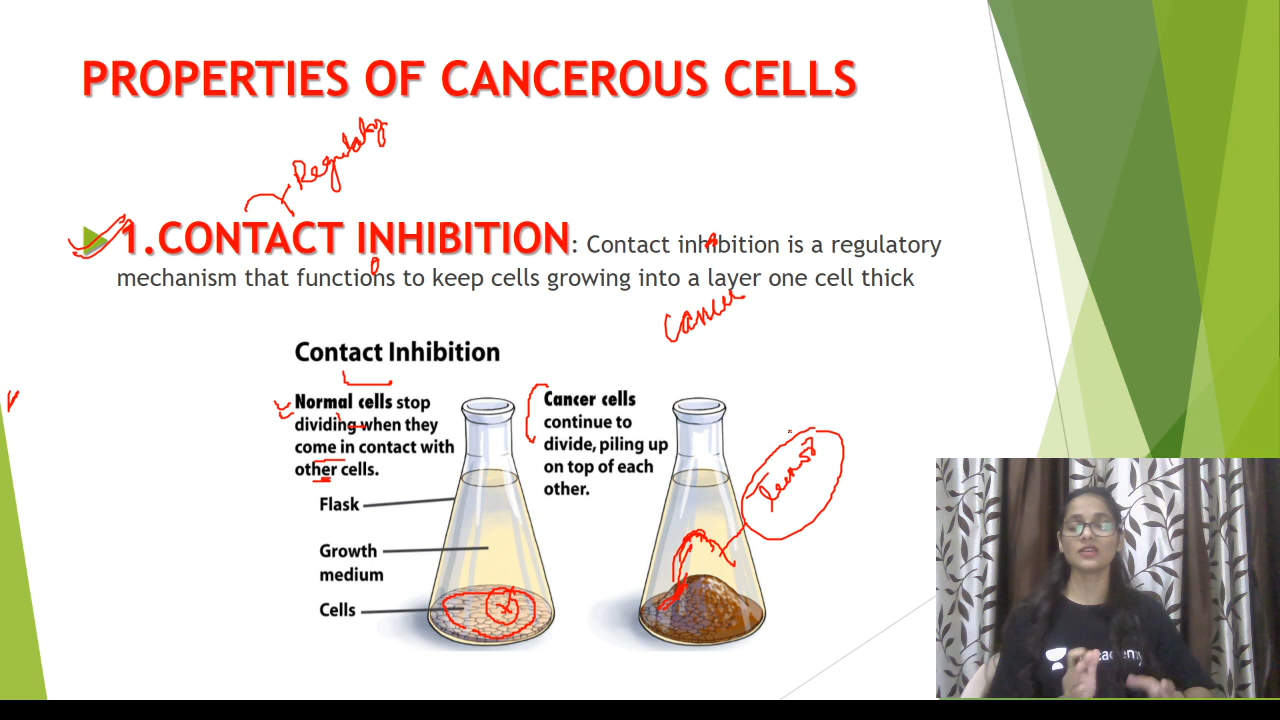 PROPERTIES OF CANCEROUS CELLS
Regulatory
1.CONTACT INHIBITION: Contact inhibition is a regulatory
mechanism that functions to keep cells growing into a layer one cell thick
Cancer
Contact Inhibition
Normal cells stop
dividing when they
come in contact with
other cells.
Flask
Growth
medium
Cells
Cancer cells
continue to
divide, piling up
on top of each
other.